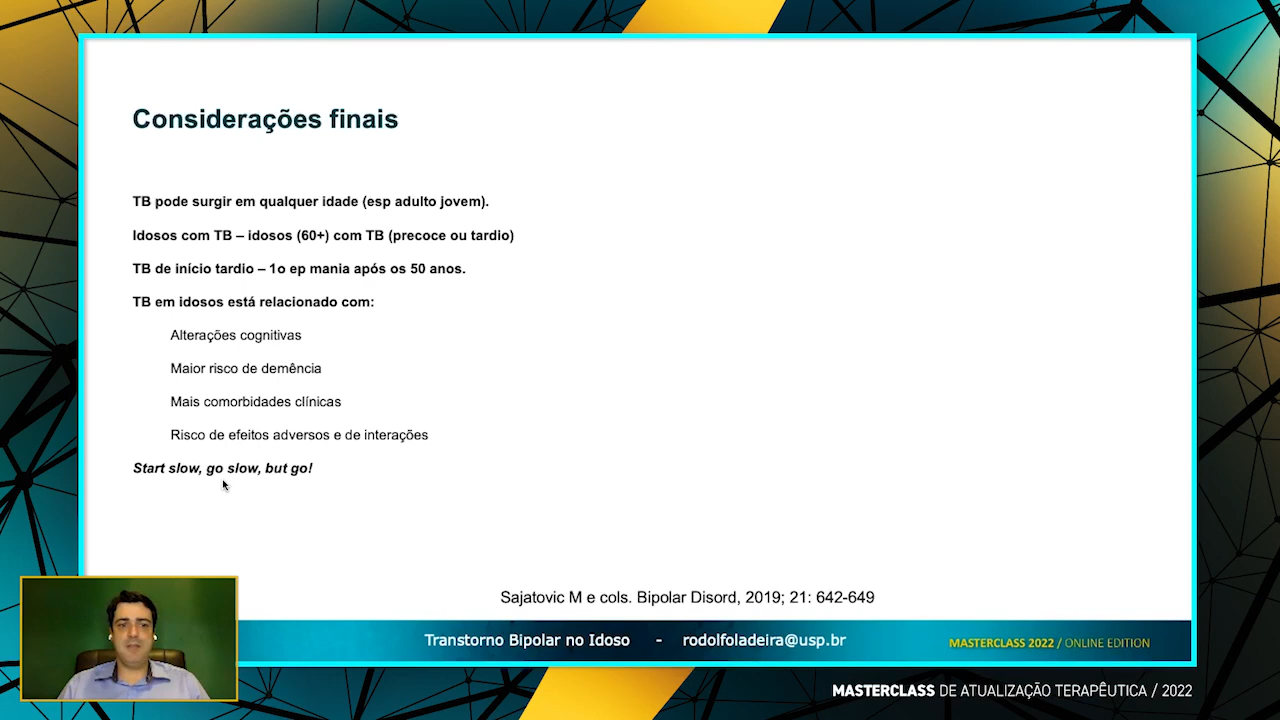 Considerações finais
TB pode surgir em qualquer idade (esp adulto jovem).
Idosos com TB – idosos (60+) com TB (precoce ou tardio)
TB de início tardio – 1o ep mania após os 50 anos.
TB em idosos está relacionado com:
Alterações cognitivas
Maior risco de demência
Mais comorbidades clínicas
Risco de efeitos adversos e de interações
Start slow, go slow, but go!
Sajatovic M e cols. Bipolar Disord, 2019; 21: 642-649
Transtorno Bipolar no Idoso - rodolfoladeira@usp.br
MASTERCLASS 2022 / ONLINE EDITION
MASTERCLASS DE ATUALIZAÇÃO TERAPÊUTICA / 2022